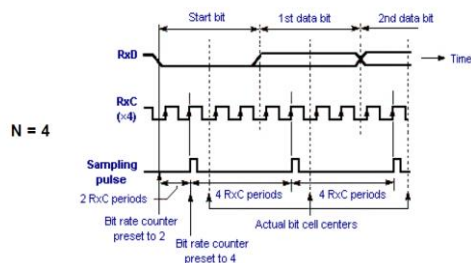 Start bit 1st data bit 2nd data bit
RxD Time
RxC
(×4)
N = 4
Sampling
pulse
2 RxC periods 4 RxC periods 4 RxC periods
Bit rate counter
preset to 2
Actual bit cell centers
Bit rate counter
preset to 4